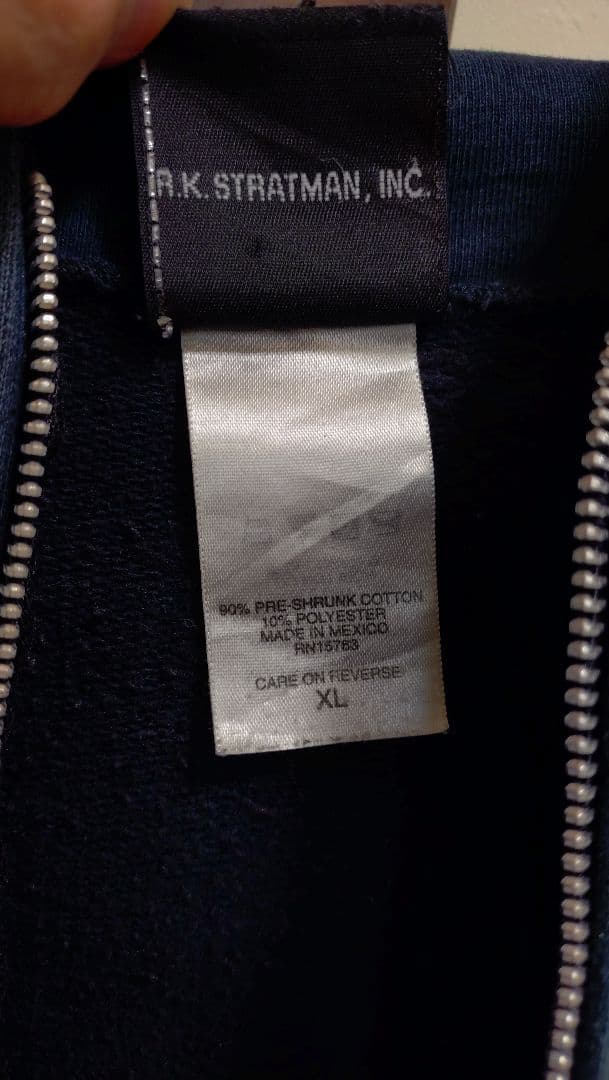 R.K. STRATMAN, INC.
90% PRE-SHRUNK COTTON
10% POLYESTER
MADE IN MEXICO
RN15763
CARE ON REVERSE
XL